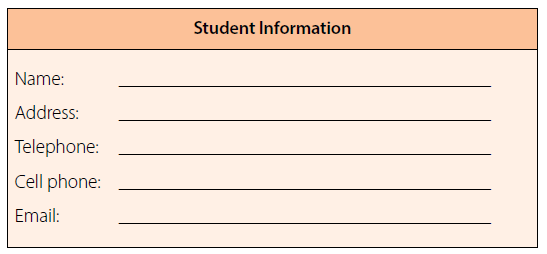 Student Information
Name:
Address:
Telephone:
Cell phone:
Email: